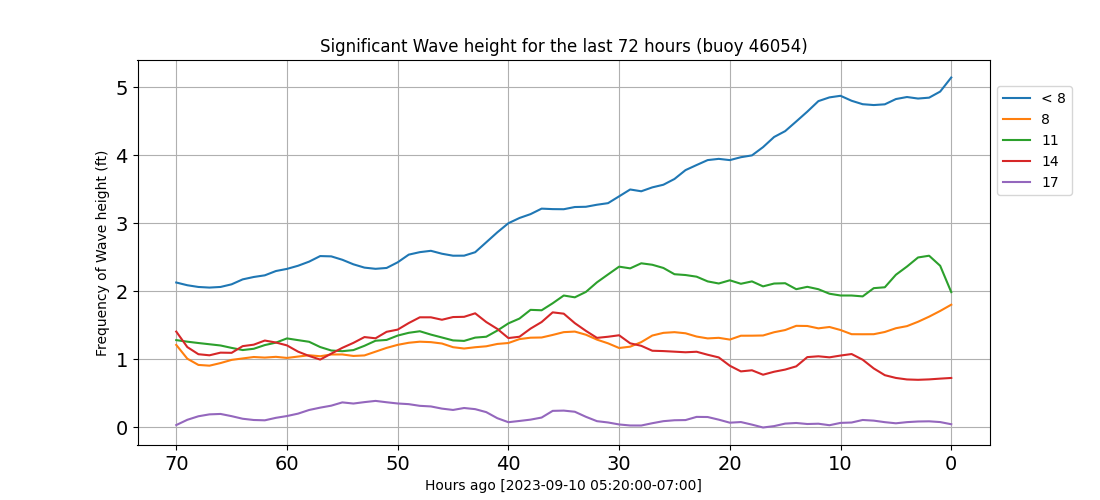 Significant Wave height for the last 72 hours (buoy 46054)
Frequency of Wave height (ft)
5
4
3
2
1
0
70 60 50 40 30 20 10 0
Hours ago [2023-09-10 05:20:00-07:00]
< 8
8
11
14
17